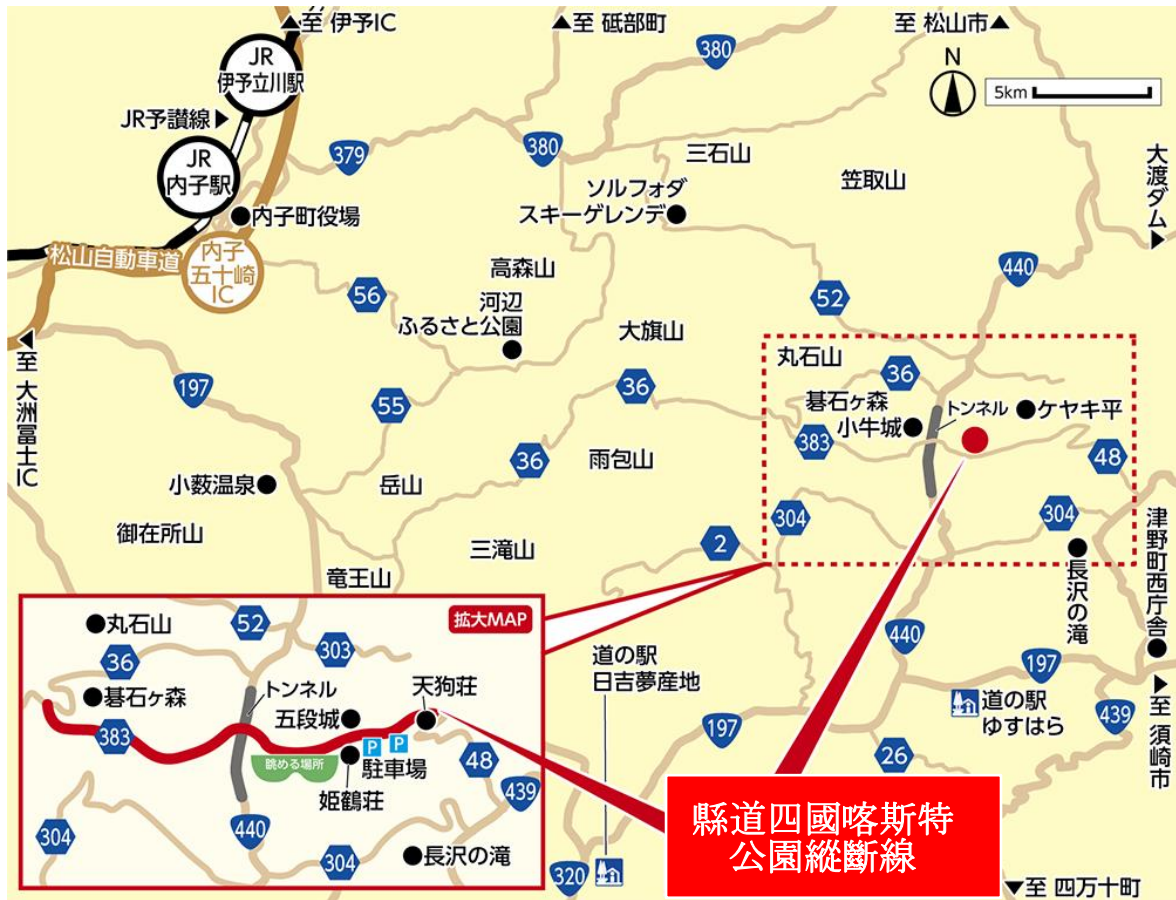 ▲至 伊予IC
▲至 砥部町
至 松山市▲
JR
伊予立川駅
380
N
5km
JR予讃線▶
379
380
三石山
JR
内子駅
笠取山
大渡ダム▶
ソルフォダ
スキーゲレンデ
内子町役場
松山自動車道
内子
五十崎
IC
高森山
440
56
52
河辺
ふるさと公園
大旗山
◀至 大洲冨士IC
丸石山
197
36
36
55
碁石ヶ森
トンネル
ケヤキ平
小牛城
383
36
雨包山
48
小薮温泉
岳山
304
304
津野町西庁舎
御在所山
三滝山
2
長沢の滝
竜王山
拡大MAP
丸石山
52
303
36
道の駅
日吉夢産地
440
197
碁石ヶ森
トンネル
天狗荘
道の駅
ゆすはら
439
▶至 須崎市
五段城
383
P
P
197
眺める場所
駐車場
48
26
姫鶴荘
439
縣道四國喀斯特
公園縱斷線
304
440
304
長沢の滝
320
▼至 四万十町